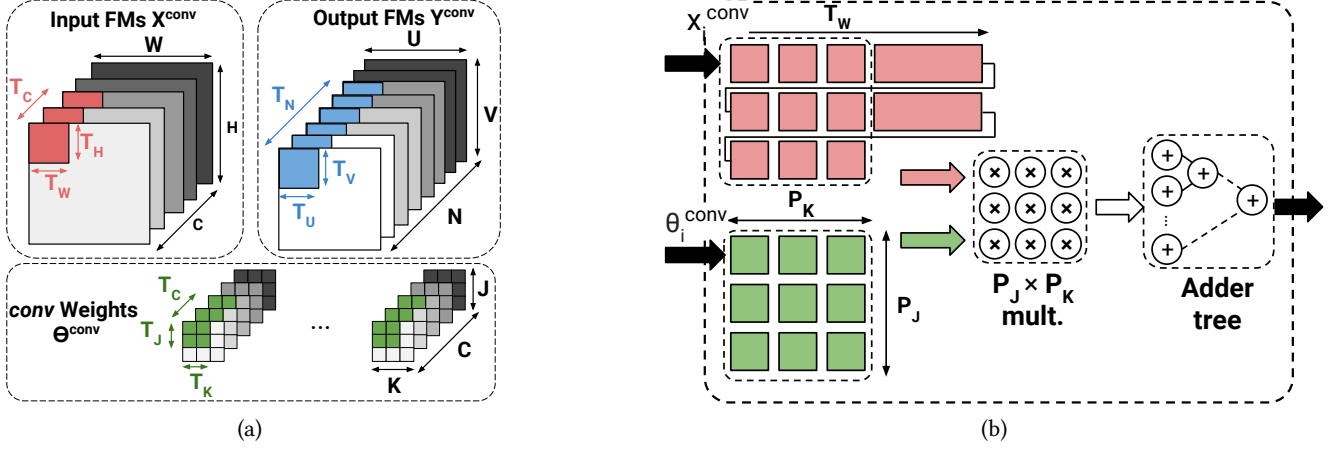 Input FMs X^conv
W
T_C
T_H
T_W
H
C
Output FMs Y^conv
U
T_N
V
T_V
T_U
N
conv Weights
Θ^conv
T_C
T_J
T_K
...
J
C
K
(a)
X_i^conv
T_W
P_K
θ_i^conv
P_J
× × ×
× × ×
× × ×
P_J × P_K
mult.
+
+
+
+
⋮
+
Adder
tree
(b)